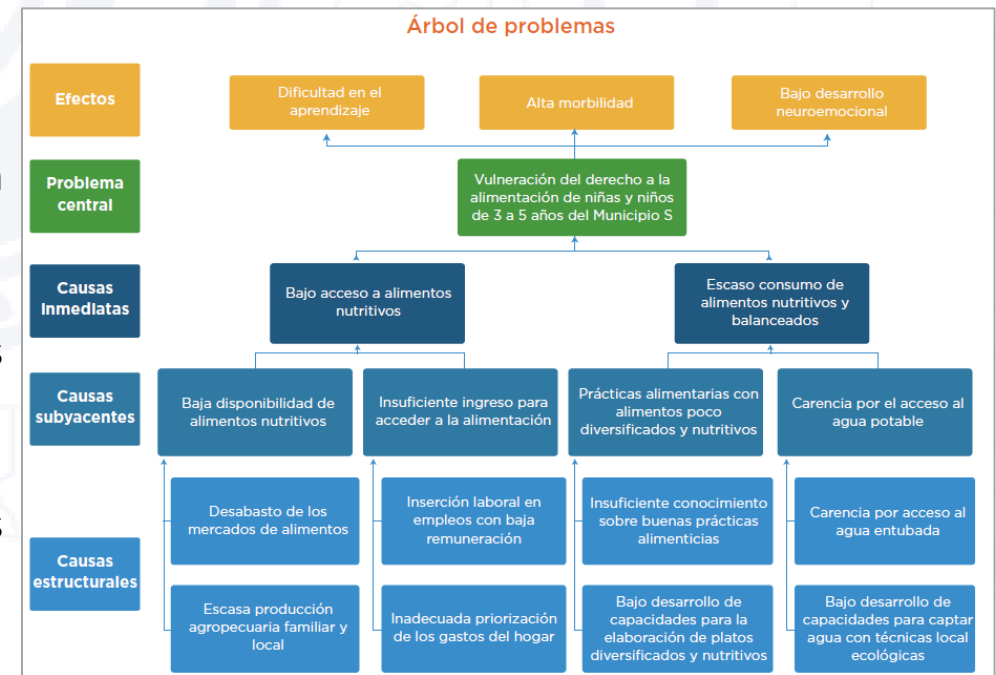 Árbol de problemas
Efectos
Dificultad en el
aprendizaje
Alta morbilidad
Bajo desarrollo
neuroemocional
Problema
central
Vulneración del derecho a la
alimentación de niñas y niños
de 3 a 5 años del Municipio S
Causas
Inmediatas
Bajo acceso a alimentos
nutritivos
Escaso consumo de
alimentos nutritivos y
balanceados
Causas
subyacentes
Baja disponibilidad de
alimentos nutritivos
Insuficiente ingreso para
acceder a la alimentación
Prácticas alimentarias con
alimentos poco
diversificados y nutritivos
Carencia por el acceso al
agua potable
Causas
estructurales
Desabasto de los
mercados de alimentos
Inserción laboral en
empleos con baja
remuneración
Insuficiente conocimiento
sobre buenas prácticas
alimenticias
Carencia por acceso al
agua entubada
Escasa producción
agropecuaria familiar y
local
Inadecuada priorización
de los gastos del hogar
Bajo desarrollo de
capacidades para la
elaboración de platos
diversificados y nutritivos
Bajo desarrollo de
capacidades para captar
agua con técnicas local
ecológicas